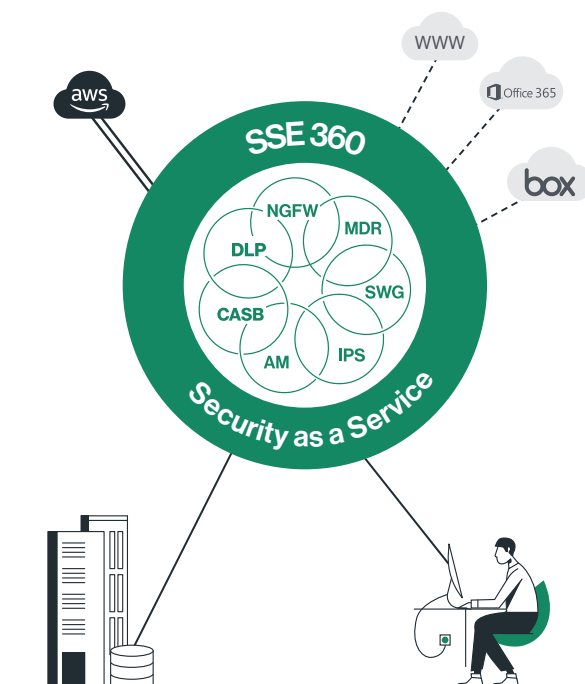 www
Office 365
aws
box
SSE 360
NGFW
MDR
DLP
SWG
CASB
IPS
AM
Security as a Service